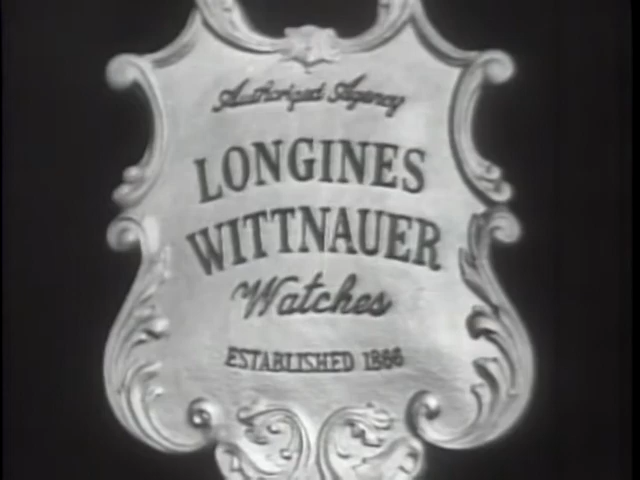 Authorized Agency
LONGINES
WITTNAUER
Watches
ESTABLISHED 1866